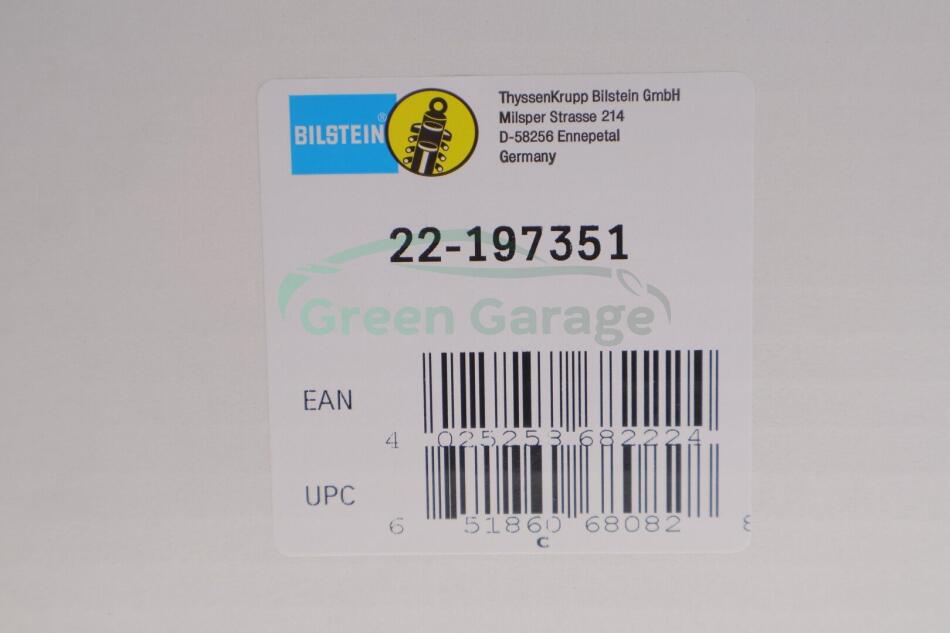 BILSTEIN®
ThyssenKrupp Bilstein GmbH
Milsper Strasse 214
D-58256 Ennepetal
Germany
22-197351
Green Garage
EAN
4 025258 682224
UPC
6 51860 68082 8
C